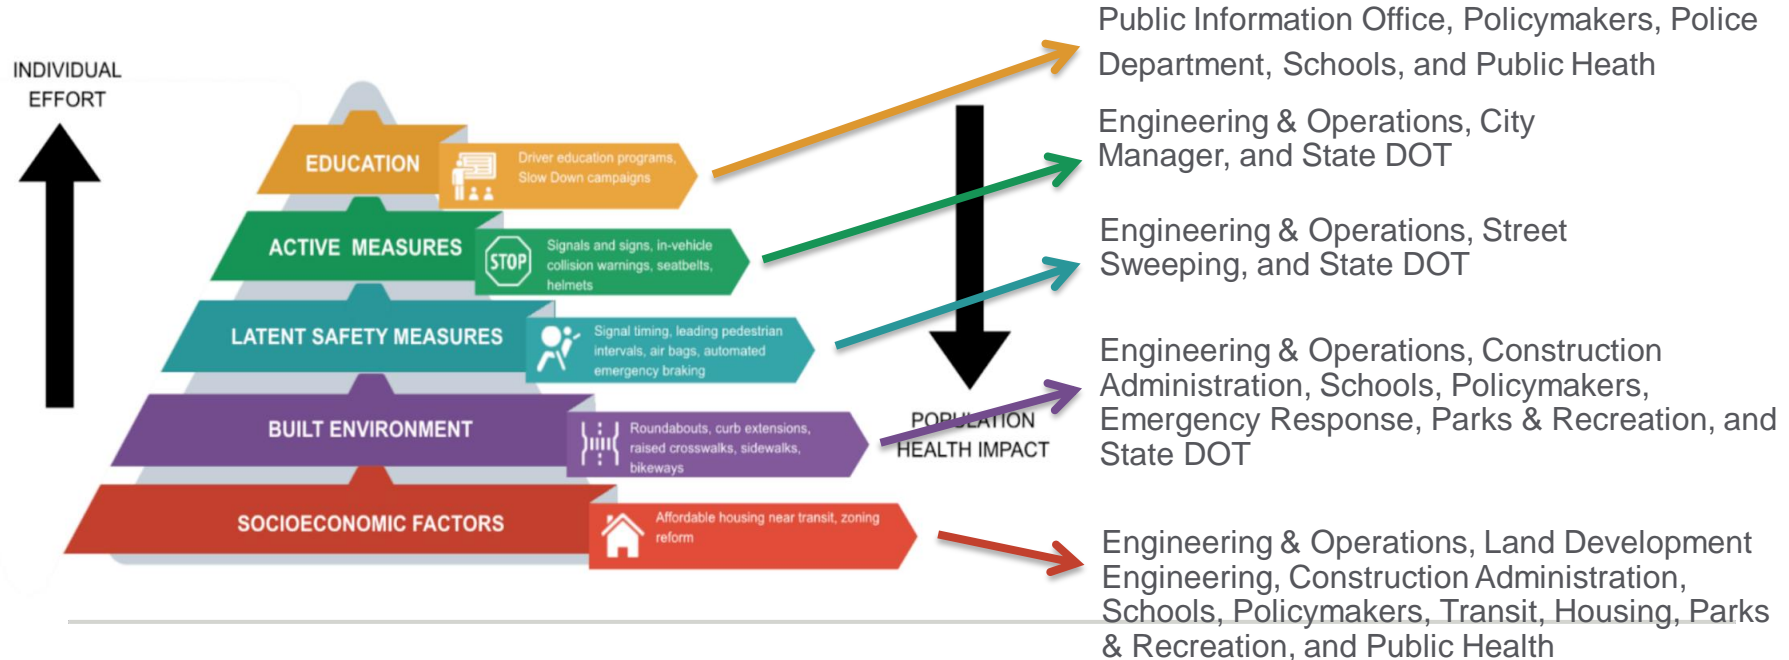 INDIVIDUAL
EFFORT
EDUCATION
Driver education programs,
Slow Down campaigns
Public Information Office, Policymakers, Police
Department, Schools, and Public Heath
ACTIVE MEASURES
STOP
Signals and signs, in-vehicle
collision warnings, seatbelts,
helmets
Engineering & Operations, City
Manager, and State DOT
LATENT SAFETY MEASURES
Signal timing, leading pedestrian
intervals, air bags, automated
emergency braking
Engineering & Operations, Street
Sweeping, and State DOT
BUILT ENVIRONMENT
Roundabouts, curb extensions,
raised crosswalks, sidewalks,
bikeways
POPULATION
HEALTH IMPACT
Engineering & Operations, Construction
Administration, Schools, Policymakers,
Emergency Response, Parks & Recreation, and
State DOT
SOCIOECONOMIC FACTORS
Affordable housing near transit, zoning
reform
Engineering & Operations, Land Development
Engineering, Construction Administration,
Schools, Policymakers, Transit, Housing, Parks
& Recreation, and Public Health